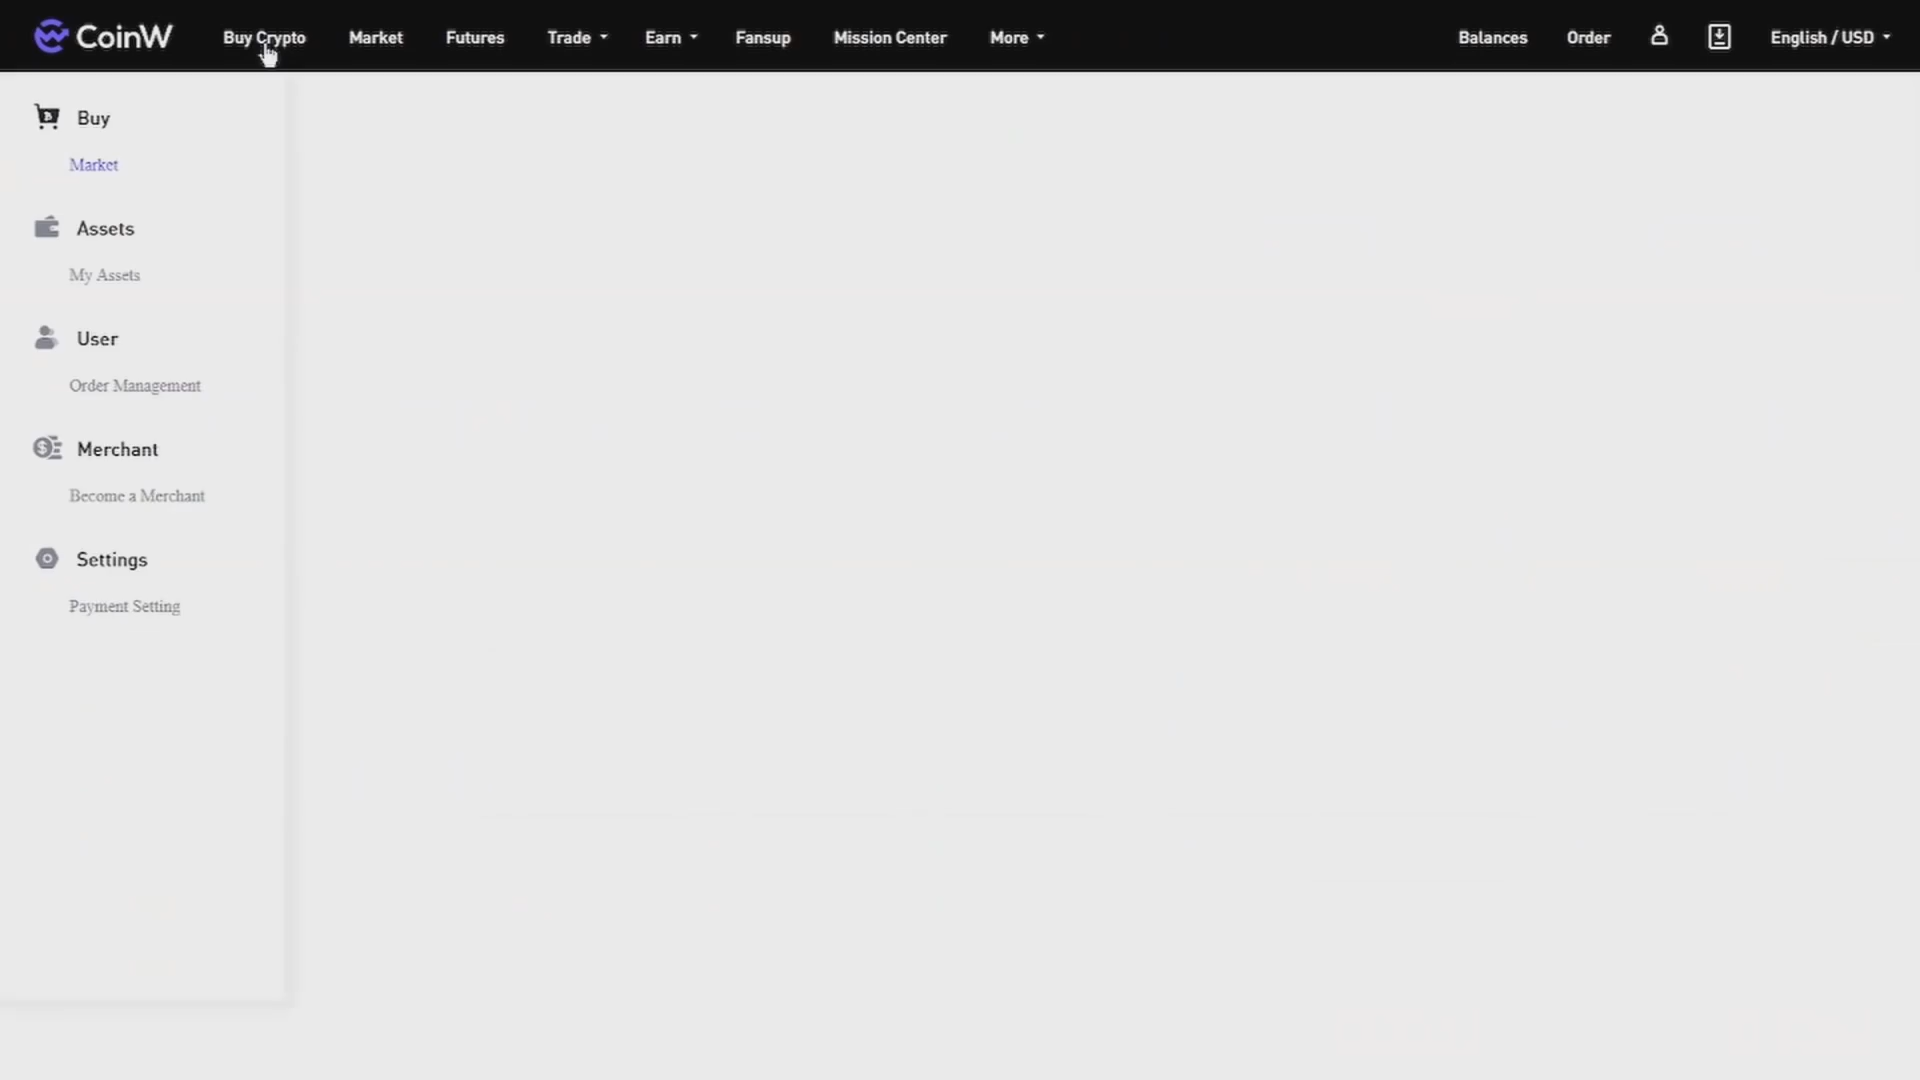 CoinW Buy Crypto Market Futures Trade Earn Fansup Mission Center More Balances Order English / USD
Buy
Market
Assets
My Assets
User
Order Management
Merchant
Become a Merchant
Settings
Payment Setting